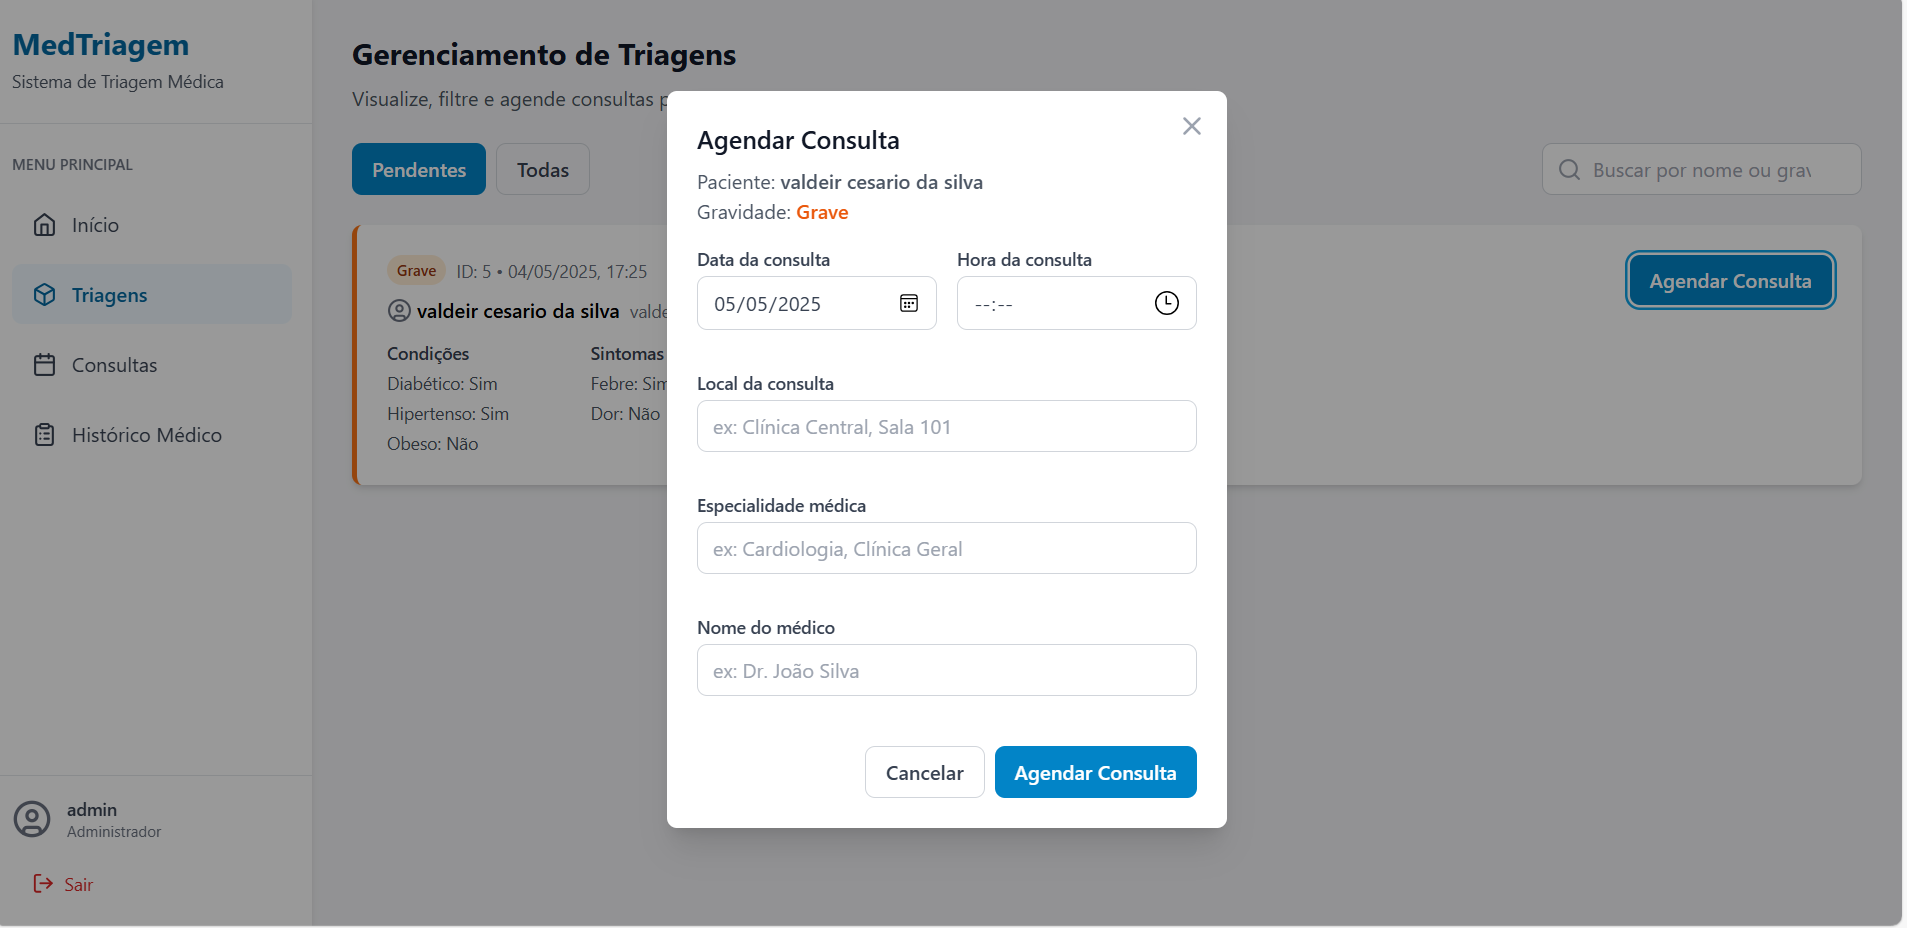 MedTriagem
Sistema de Triagem Médica
MENU PRINCIPAL
Início
Triagens
Consultas
Histórico Médico
admin
Administrador
Sair
Gerenciamento de Triagens
Visualize, filtre e agende consultas
Pendentes
Todas
Buscar por nome ou
Grave
ID: 5 • 04/05/2025, 17:25
valdeir cesario da silva
Condições
Diabético: Sim
Hipertenso: Sim
Obeso: Não
Sintomas
Febre: Sim
Dor: Não
Agendar Consulta
Agendar Consulta
Paciente: valdeir cesario da silva
Gravidade: Grave
Data da consulta
05/05/2025
Hora da consulta
--:--
Local da consulta
ex: Clínica Central, Sala 101
Especialidade médica
ex: Cardiologia, Clínica Geral
Nome do médico
ex: Dr. João Silva
Cancelar
Agendar Consulta